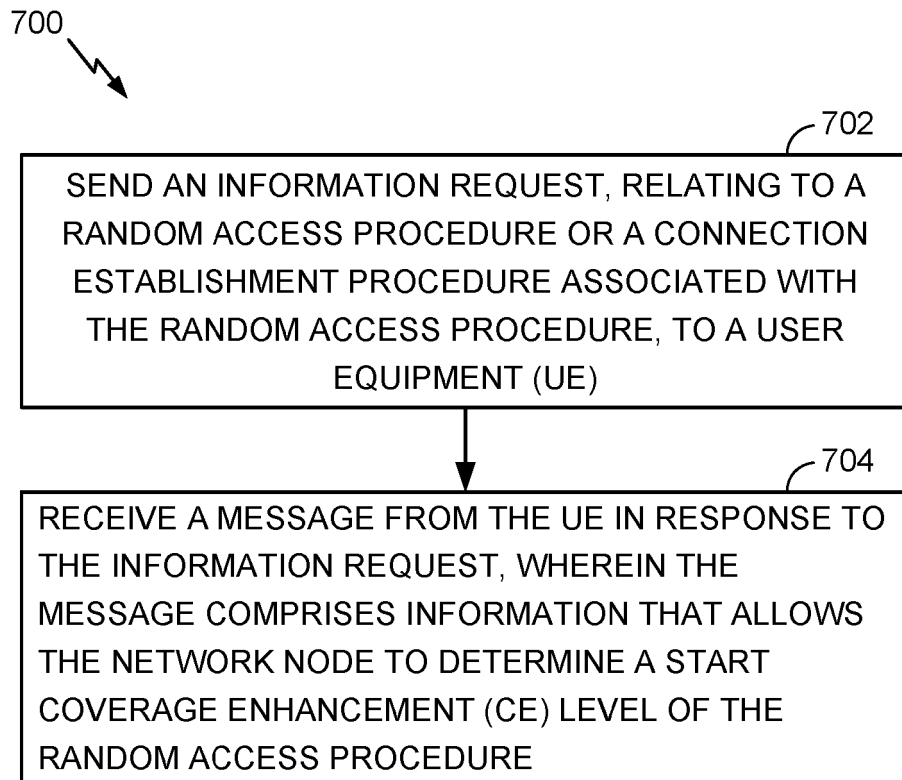 700
702
SEND AN INFORMATION REQUEST, RELATING TO A
RANDOM ACCESS PROCEDURE OR A CONNECTION
ESTABLISHMENT PROCEDURE ASSOCIATED WITH
THE RANDOM ACCESS PROCEDURE, TO A USER
EQUIPMENT (UE)
704
RECEIVE A MESSAGE FROM THE UE IN RESPONSE TO
THE INFORMATION REQUEST, WHEREIN THE
MESSAGE COMPRISES INFORMATION THAT ALLOWS
THE NETWORK NODE TO DETERMINE A START
COVERAGE ENHANCEMENT (CE) LEVEL OF THE
RANDOM ACCESS PROCEDURE